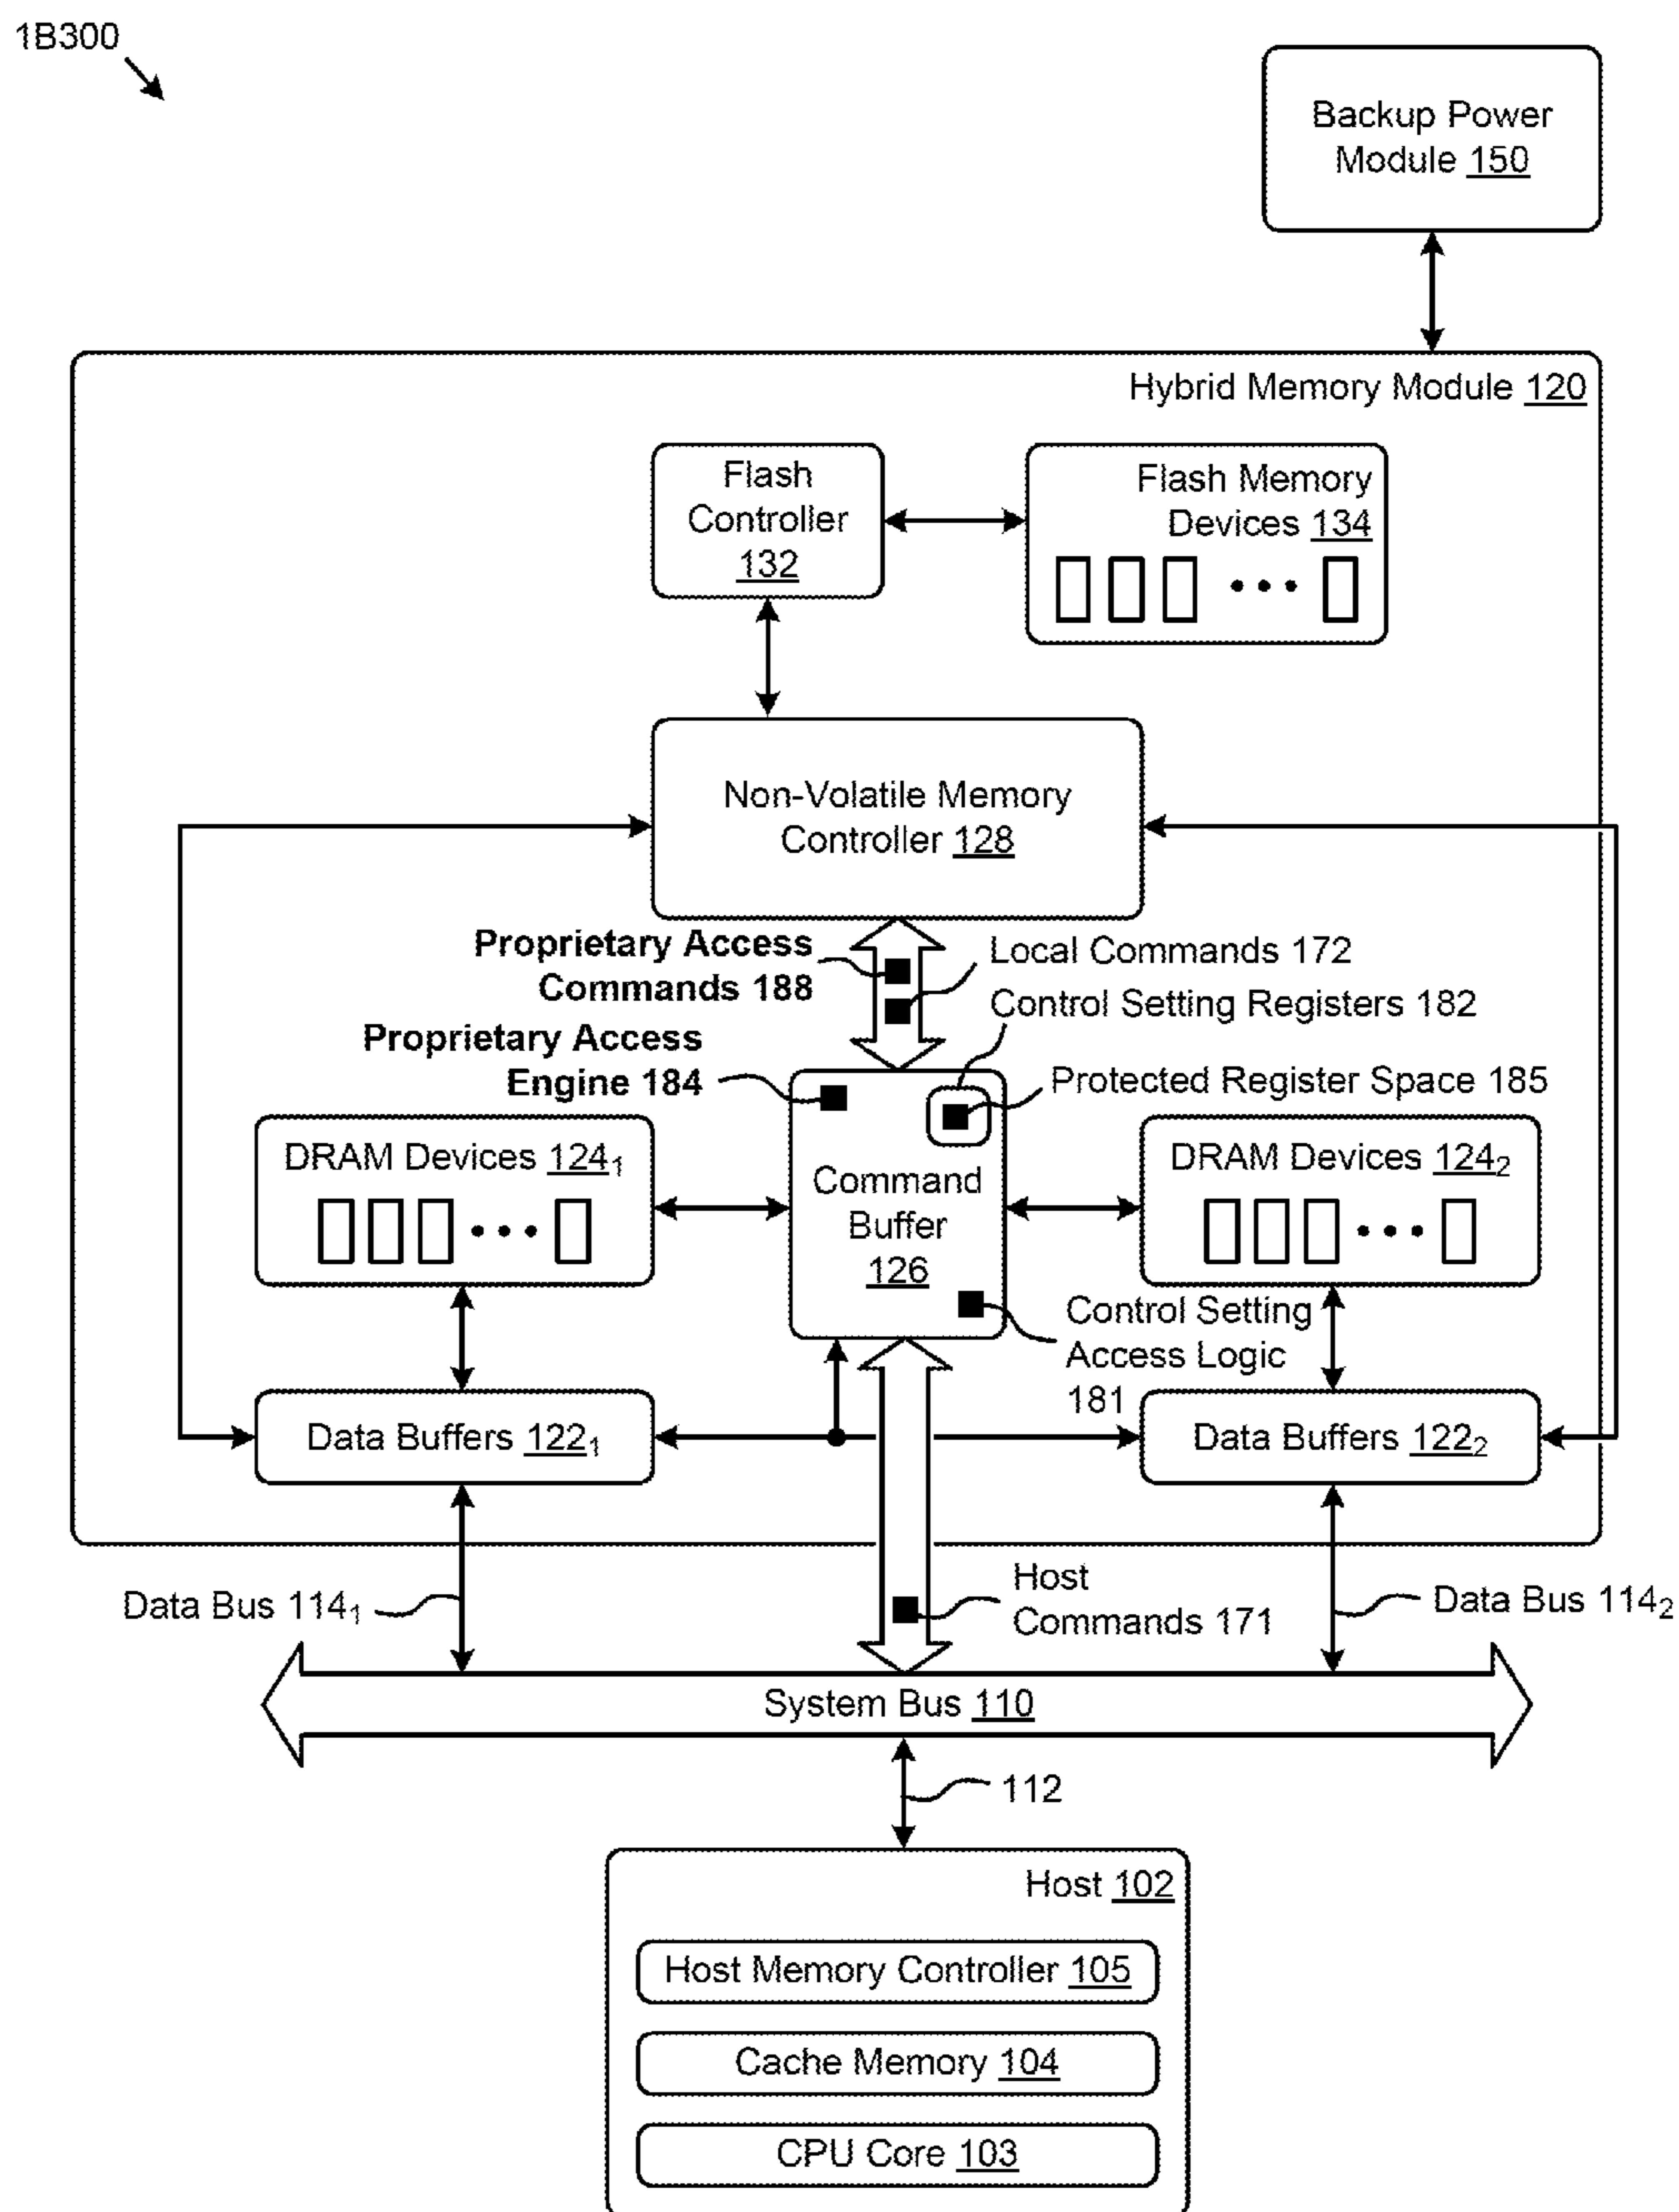 1B300
Backup Power
Module 150
Hybrid Memory Module 120
Flash
Controller
132
Flash Memory
Devices 134
Non-Volatile Memory
Controller 128
Proprietary Access
Commands 188
Local Commands 172
Control Setting Registers 182
Proprietary Access
Engine 184
Protected Register Space 185
DRAM Devices 124₁
Command
Buffer
126
DRAM Devices 124₂
Control Setting
Access Logic
181
Data Buffers 122₁
Data Buffers 122₂
Data Bus 114₁
Host
Commands 171
Data Bus 114₂
System Bus 110
112
Host 102
Host Memory Controller 105
Cache Memory 104
CPU Core 103